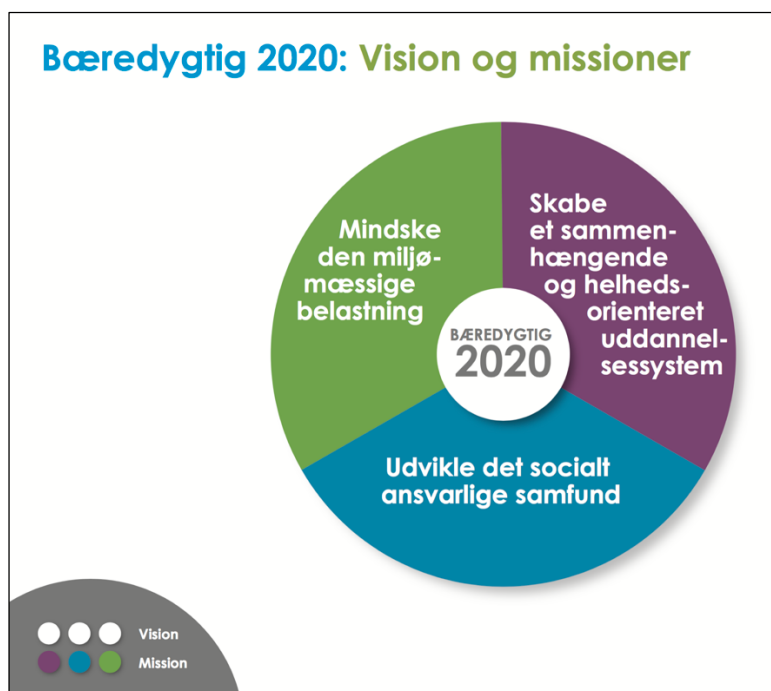 Bæredygtig 2020: Vision og missioner
Mindske
den miljø-
mæssige
belastning
Skabe
et sammen-
hængende
og helheds-
orienteret
uddannel-
sessystem
BÆREDYGTIG
2020
Udvikle det socialt
ansvarlige samfund
Vision
Mission